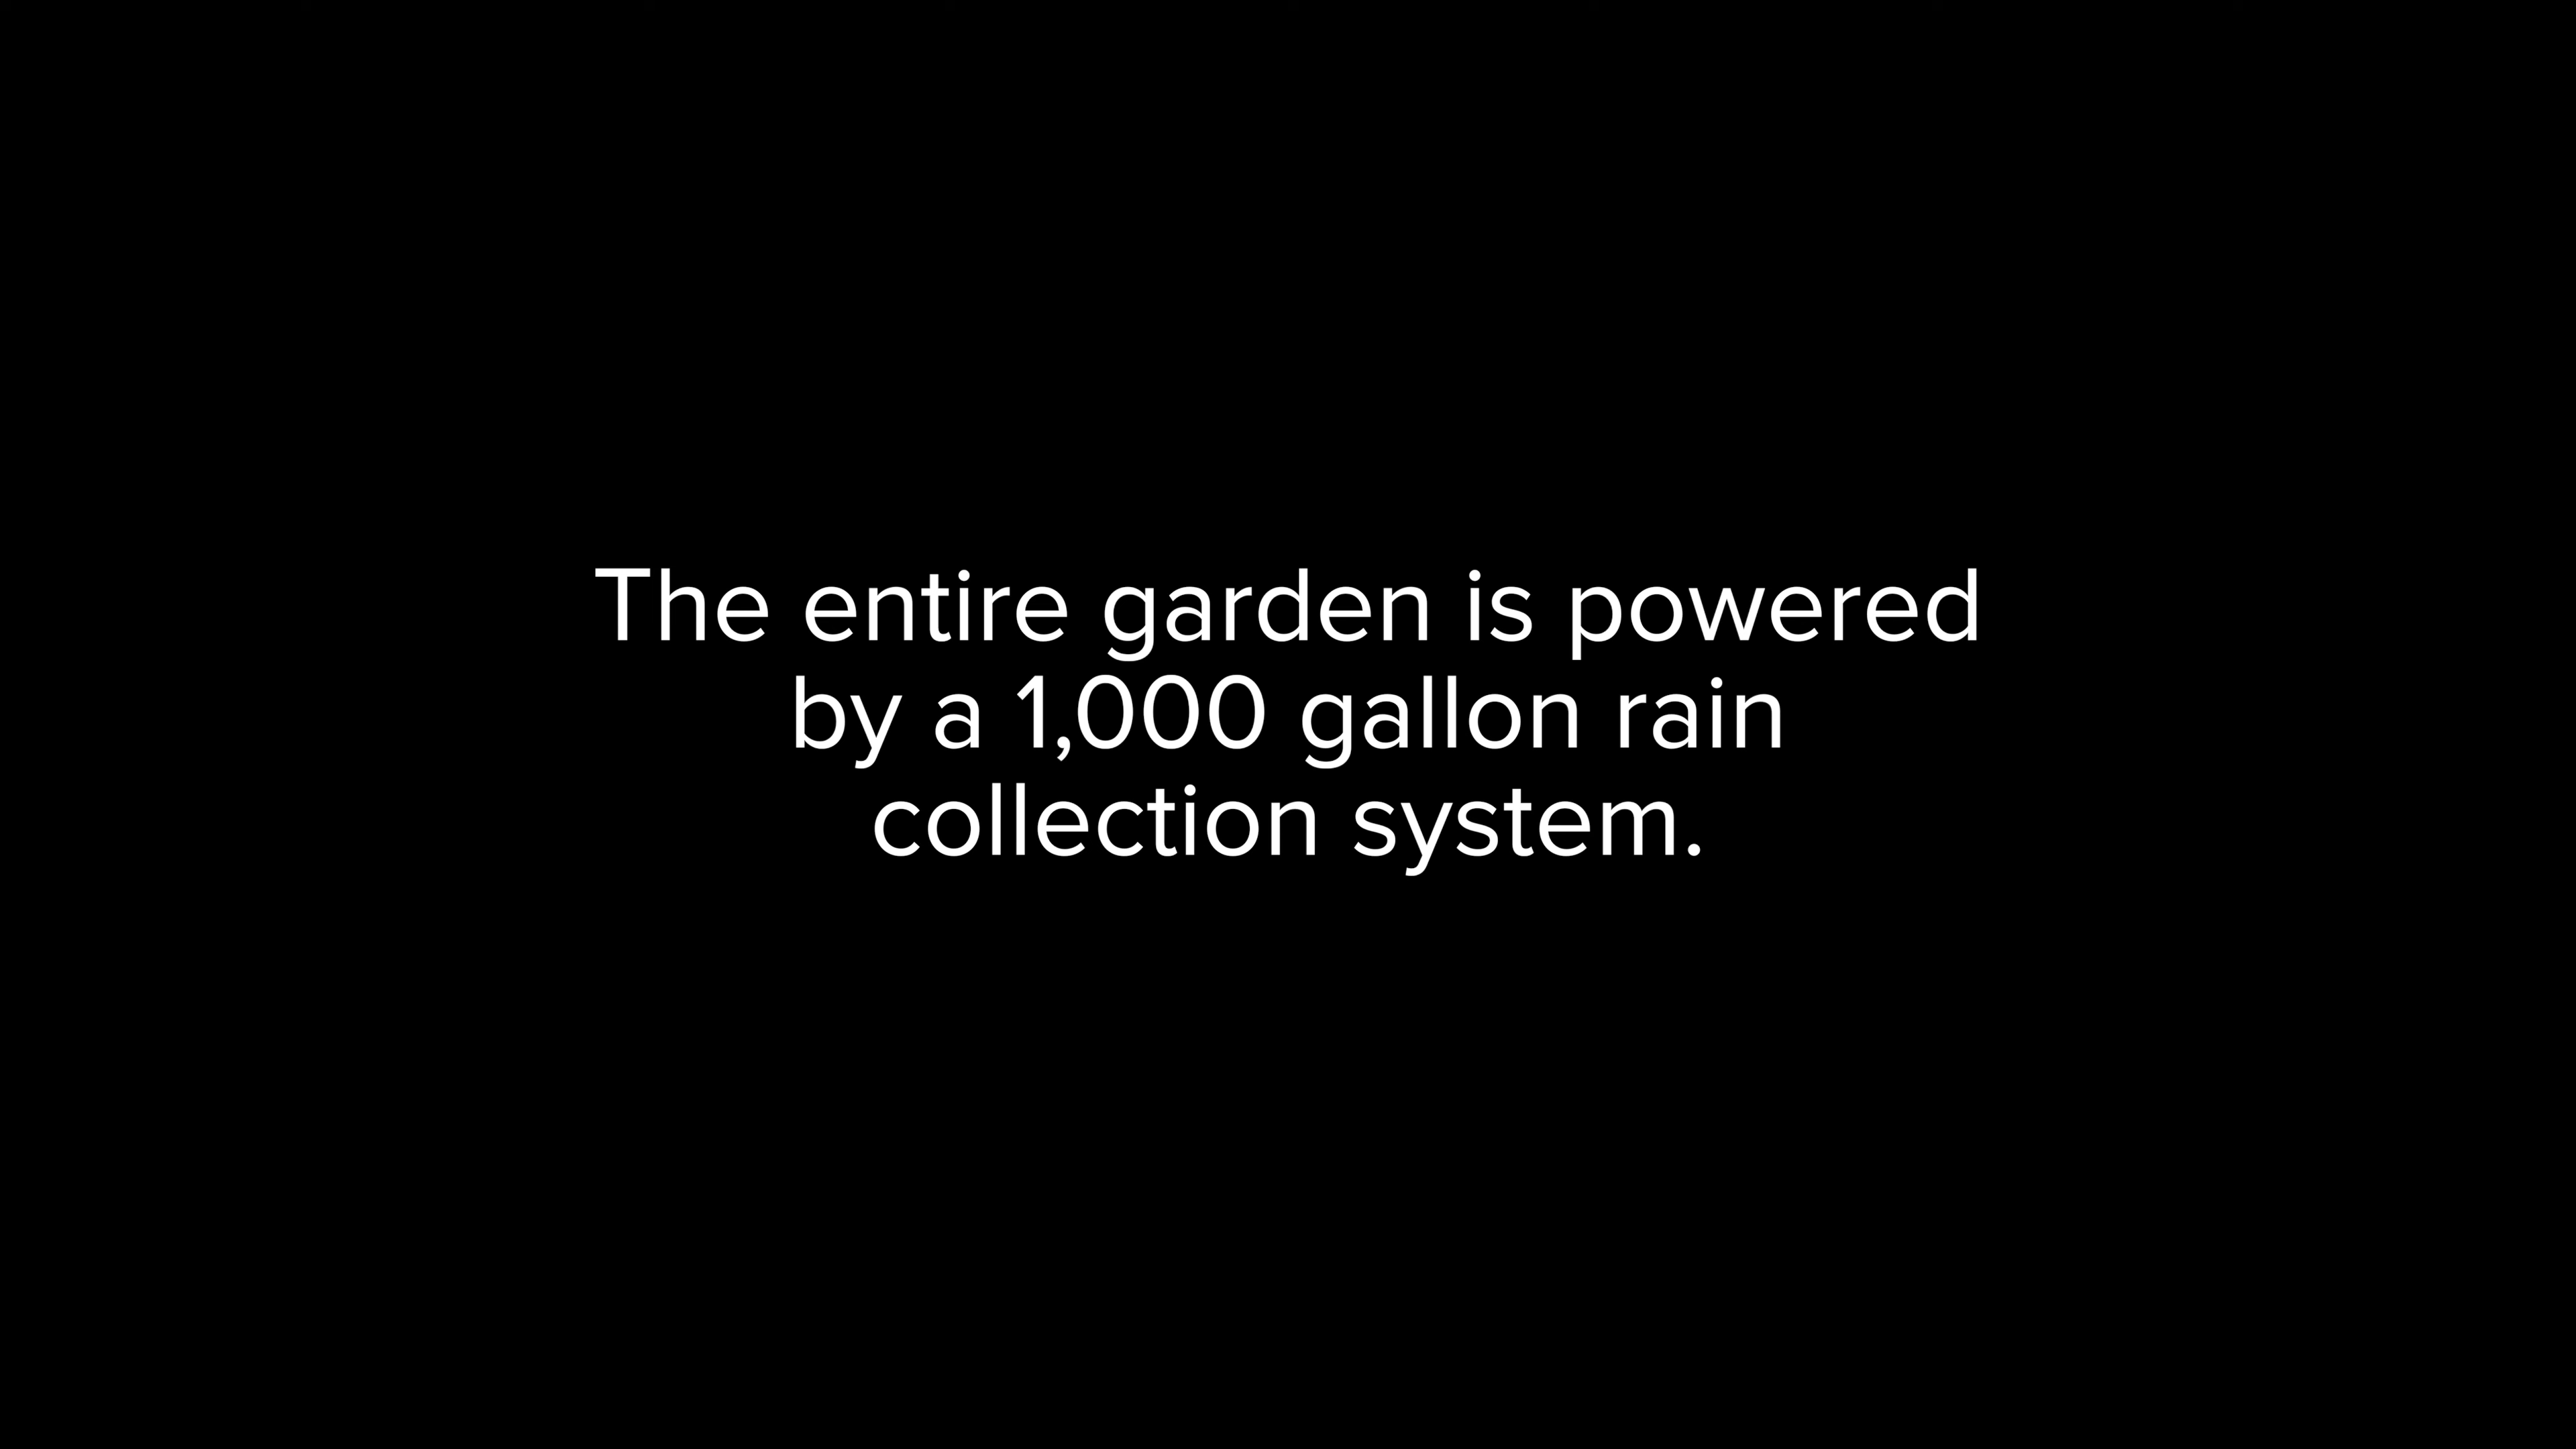 The entire garden is powered
by a 1,000 gallon rain
collection system.